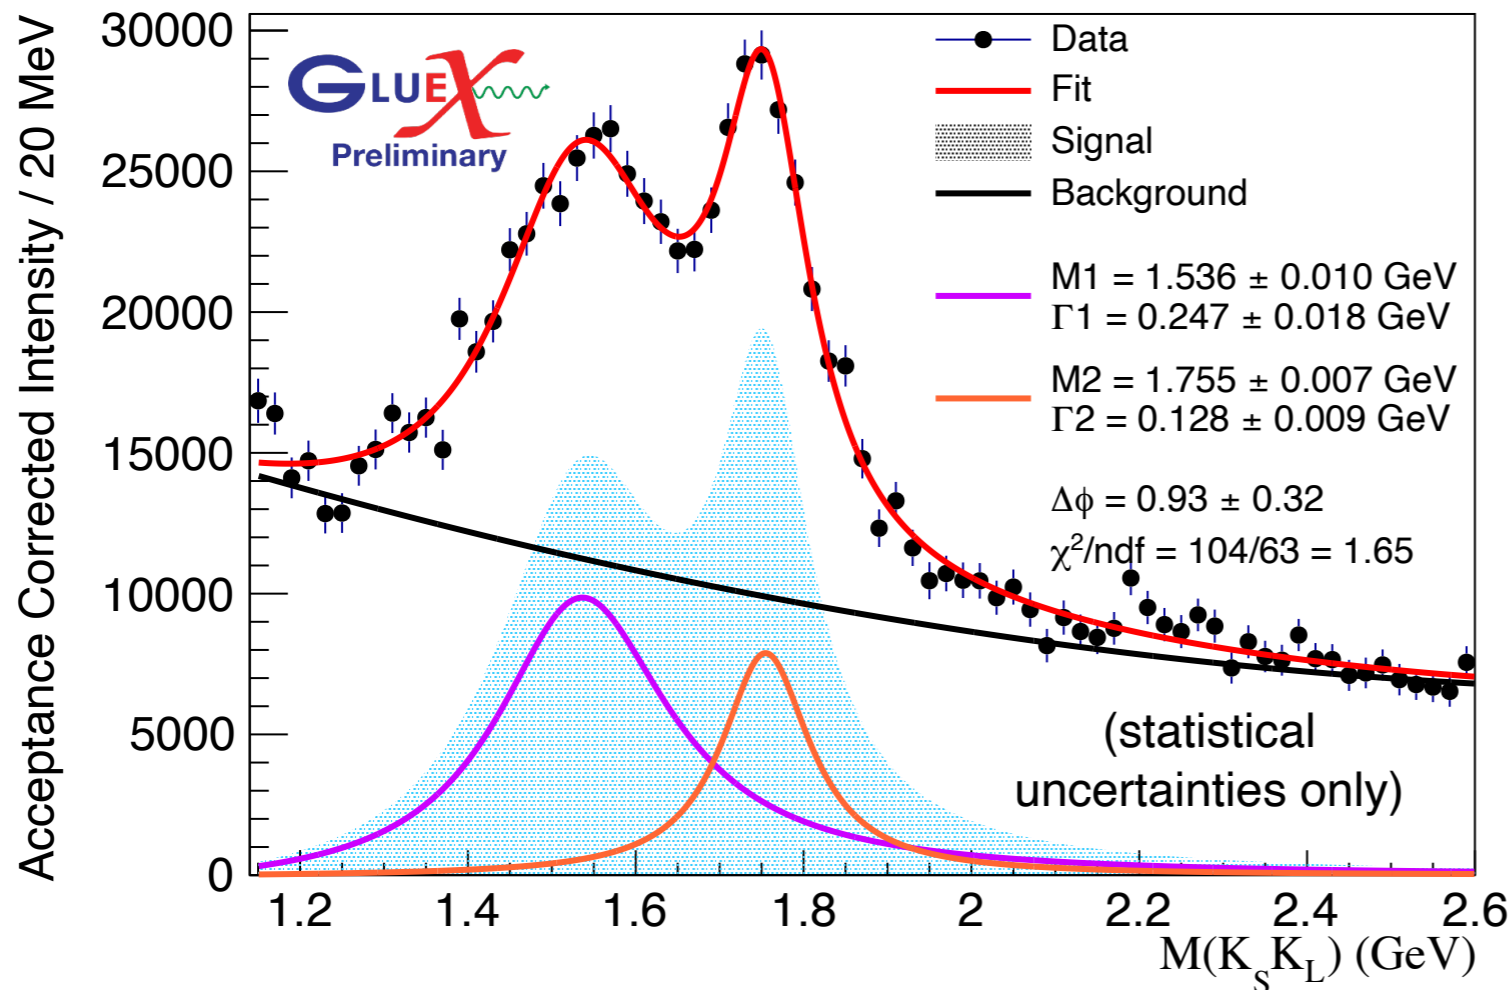 Acceptance Corrected Intensity / 20 MeV
30000
25000
20000
15000
10000
5000
0
GLUEX
Preliminary
Data
Fit
Signal
Background
M1 = 1.536 ± 0.010 GeV
Γ1 = 0.247 ± 0.018 GeV
M2 = 1.755 ± 0.007 GeV
Γ2 = 0.128 ± 0.009 GeV
Δϕ = 0.93 ± 0.32
χ²/ndf = 104/63 = 1.65
(statistical
uncertainties only)
1.2 1.4 1.6 1.8 2 2.2 2.4 2.6
M(K_S K_L) (GeV)